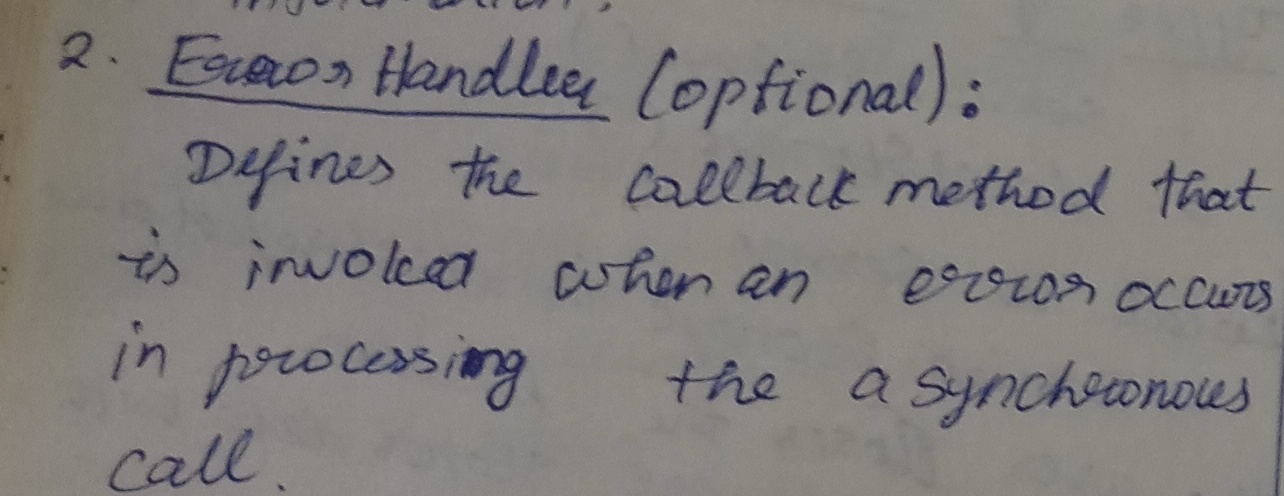 2. Error Handler (optional):
Defines the callback method that
is invoked when an error occurs
in processing the asynchronous
call.